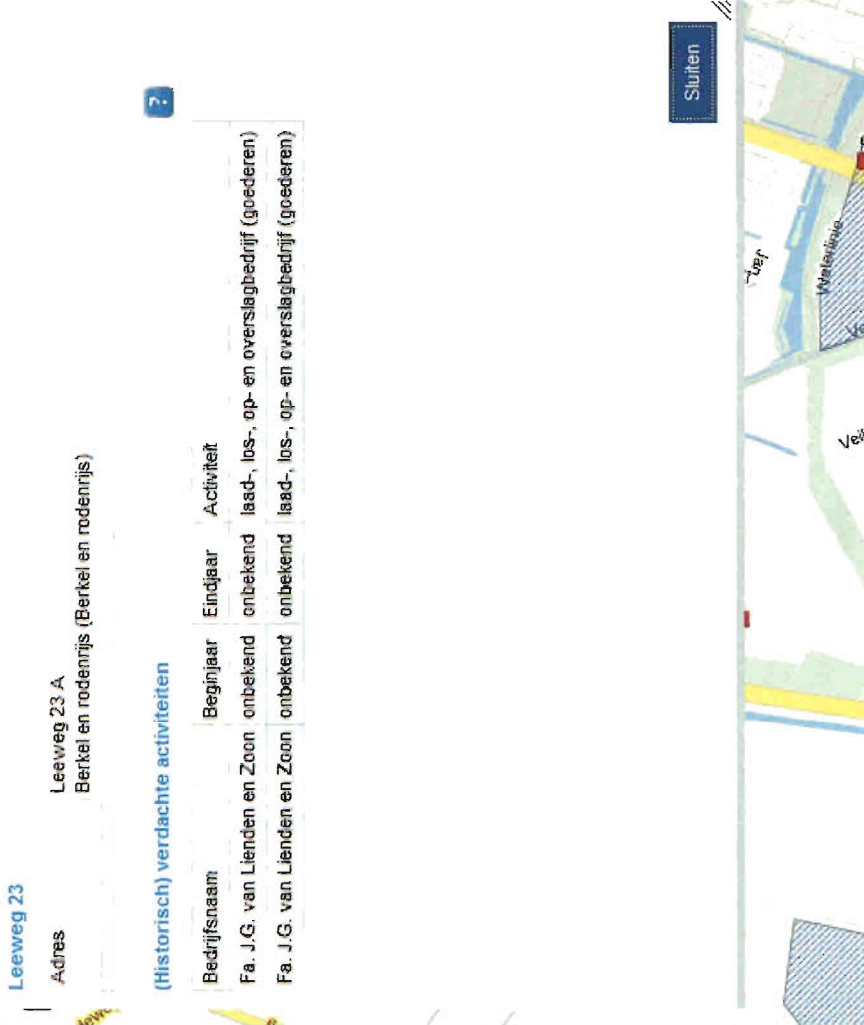 Leeweg 23
Adres Leeweg 23 A
Berkel en rodenrijs (Berkel en rodenrijs)
(Historisch) verdachte activiteiten ?
Bedrijfsnaam Beginjaar Eindjaar Activiteit
Fa. J.G. van Lienden en Zoon onbekend onbekend laad-, los-, op- en overslagbedrijf (goederen)
Fa. J.G. van Lienden en Zoon onbekend onbekend laad-, los-, op- en overslagbedrijf (goederen)
Sluiten
Jan
Waterlinie